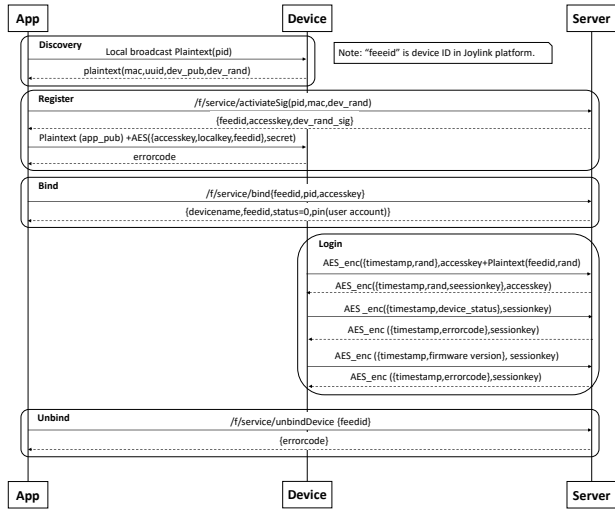 App Device Server
Discovery
Local broadcast Plaintext(pid)
Note: “feeeid” is device ID in Joylink platform.
plaintext(mac,uuid,dev_pub,dev_rand)
Register
/f/service/activiateSig(pid,mac,dev_rand)
{feedid,accesskey,dev_rand_sig}
Plaintext (app_pub) +AES({accesskey,localkey,feedid},secret)
errorcode
Bind
/f/service/bind{feedid,pid,accesskey}
{devicename,feedid,status=0,pin(user account)}
Login
AES_enc({timestamp,rand},accesskey+Plaintext(feedid,rand)
AES_enc({timestamp,rand,seessionkey},accesskey)
AES _enc({timestamp,device_status},sessionkey)
AES_enc ({timestamp,errorcode},sessionkey)
AES_enc ({timestamp,firmware version}, sessionkey)
AES_enc ({timestamp,errorcode},sessionkey)
Unbind
/f/service/unbindDevice {feedid}
{errorcode}
App Device Server